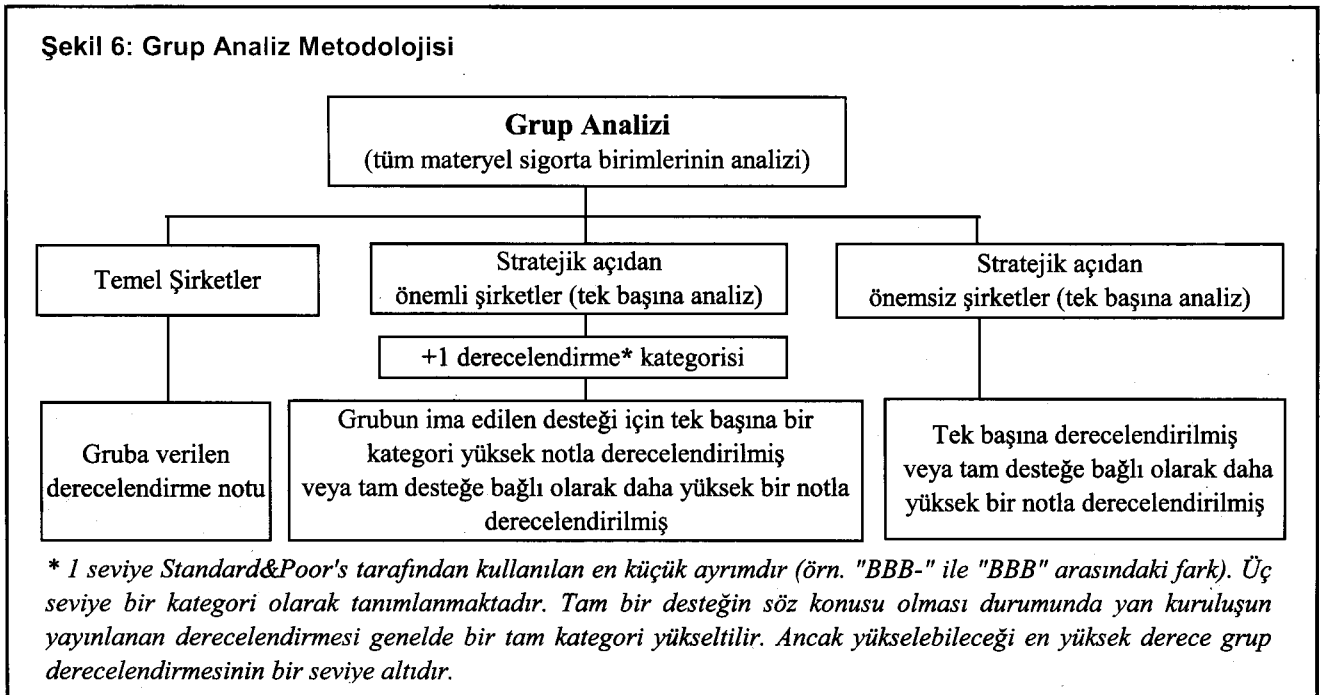 Şekil 6: Grup Analiz Metodolojisi
Grup Analizi
(tüm materyel sigorta birimlerinin analizi)
Temel Şirketler
Stratejik açıdan
önemli şirketler (tek başına analiz)
Stratejik açıdan
önemsiz şirketler (tek başına analiz)
+1 derecelendirme* kategorisi
Gruba verilen
derecelendirme notu
Grubun ima edilen desteği için tek başına bir
kategori yüksek notla derecelendirilmiş
veya tam desteğe bağlı olarak daha yüksek bir notla
derecelendirilmiş
Tek başına derecelendirilmiş
veya tam desteğe bağlı olarak daha
yüksek bir notla derecelendirilmiş
* 1 seviye Standard&Poor's tarafından kullanılan en küçük ayrımdır (örn. "BBB-" ile "BBB" arasındaki fark). Üç
seviye bir kategori olarak tanımlanmaktadır. Tam bir desteğin söz konusu olması durumunda yan kuruluşun
yayınlanan derecelendirmesi genelde bir tam kategori yükseltilir. Ancak yükselebileceği en yüksek derece grup
derecelendirmesinin bir seviye altıdır.